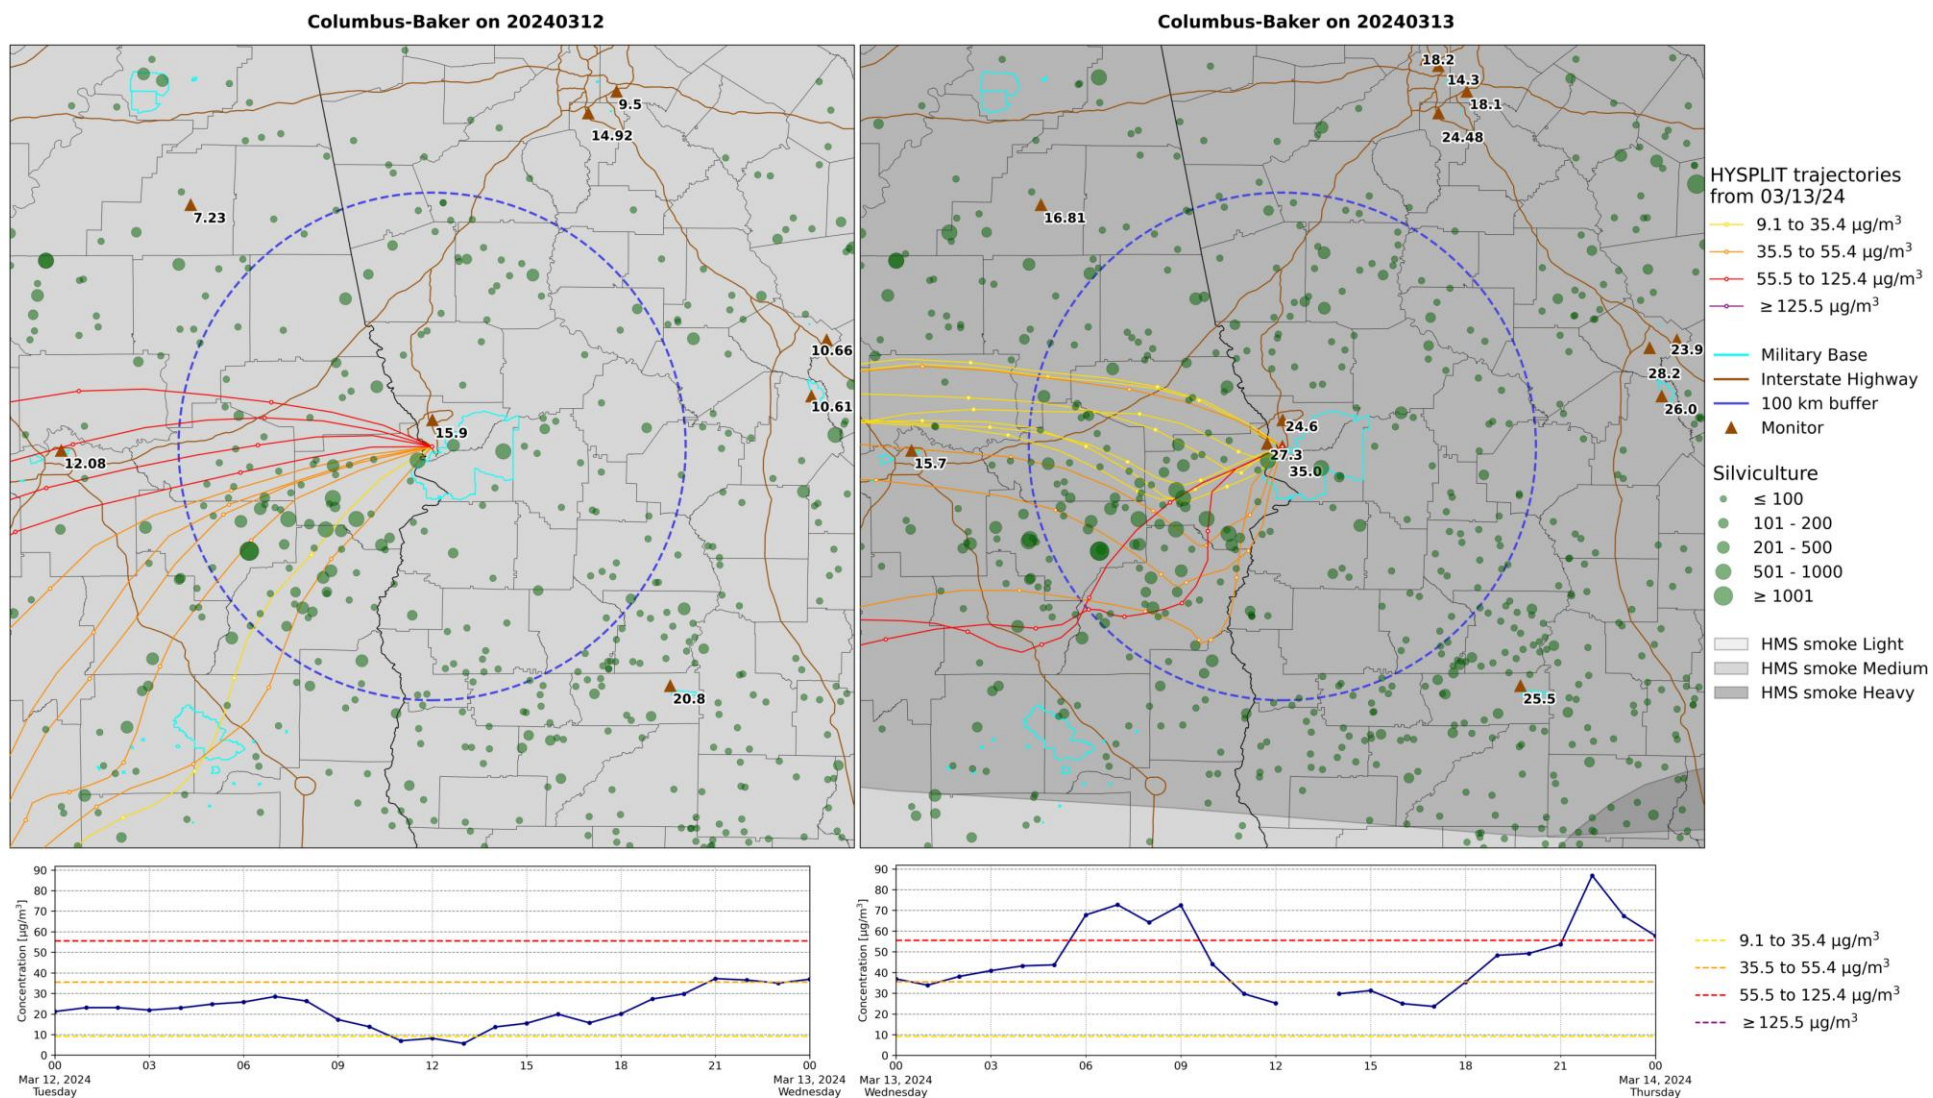 Columbus-Baker on 20240312
Columbus-Baker on 20240313
9.5
14.92
7.23
10.66
10.61
15.9
12.08
20.8
18.2
14.3
18.1
24.48
16.81
23.9
28.2
26.0
24.6
27.3
35.0
15.7
25.5
HYSPLIT trajectories
from 03/13/24
9.1 to 35.4 µg/m³
35.5 to 55.4 µg/m³
55.5 to 125.4 µg/m³
≥ 125.5 µg/m³
Military Base
Interstate Highway
100 km buffer
Monitor
Silviculture
≤ 100
101 - 200
201 - 500
501 - 1000
≥ 1001
HMS smoke Light
HMS smoke Medium
HMS smoke Heavy
Concentration [µg/m³]
90
80
70
60
50
40
30
20
10
0
00 03 06 09 12 15 18 21 00
Mar 12, 2024 Mar 13, 2024
Tuesday Wednesday
Concentration [µg/m³]
90
80
70
60
50
40
30
20
10
0
00 03 06 09 12 15 18 21 00
Mar 13, 2024 Mar 14, 2024
Wednesday Thursday
9.1 to 35.4 µg/m³
35.5 to 55.4 µg/m³
55.5 to 125.4 µg/m³
≥ 125.5 µg/m³